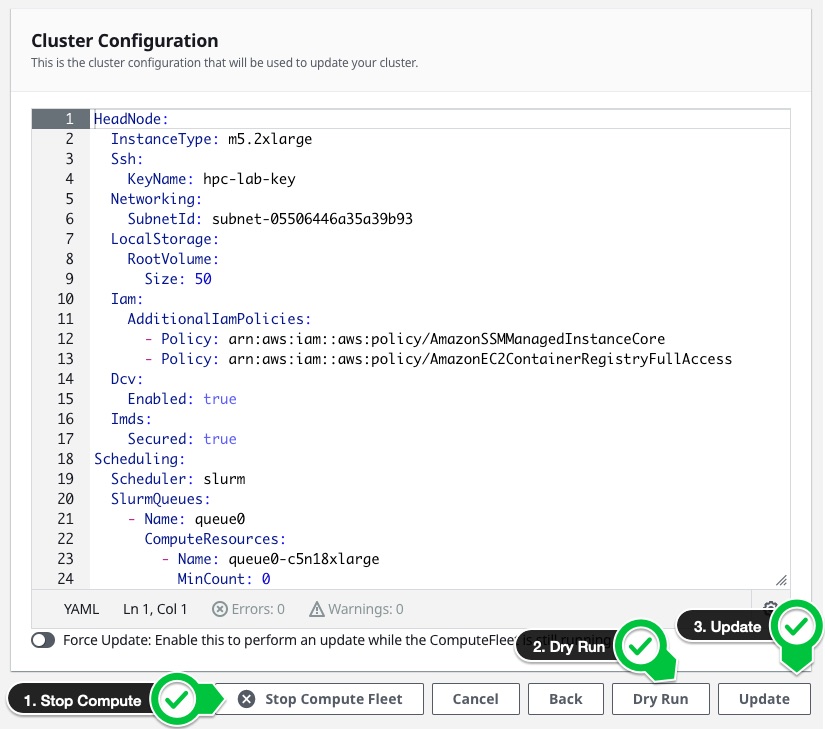 Cluster Configuration
This is the cluster configuration that will be used to update your cluster.
1 HeadNode:
2 InstanceType: m5.2xlarge
3 Ssh:
4 KeyName: hpc-lab-key
5 Networking:
6 SubnetId: subnet-05506446a35a39b93
7 LocalStorage:
8 RootVolume:
9 Size: 50
10 Iam:
11 AdditionalIamPolicies:
12 - Policy: arn:aws:iam::aws:policy/AmazonSSMManagedInstanceCore
13 - Policy: arn:aws:iam::aws:policy/AmazonEC2ContainerRegistryFullAccess
14 Dcv:
15 Enabled: true
16 Imds:
17 Secured: true
18 Scheduling:
19 Scheduler: slurm
20 SlurmQueues:
21 - Name: queue0
22 ComputeResources:
23 - Name: queue0-c5n18xlarge
24 MinCount: 0
YAML Ln 1, Col 1 Errors: 0 Warnings: 0
3. Update
Force Update: Enable this to perform an update while the ComputeFleet is still running
2. Dry Run
1. Stop Compute
Stop Compute Fleet Cancel Back Dry Run Update